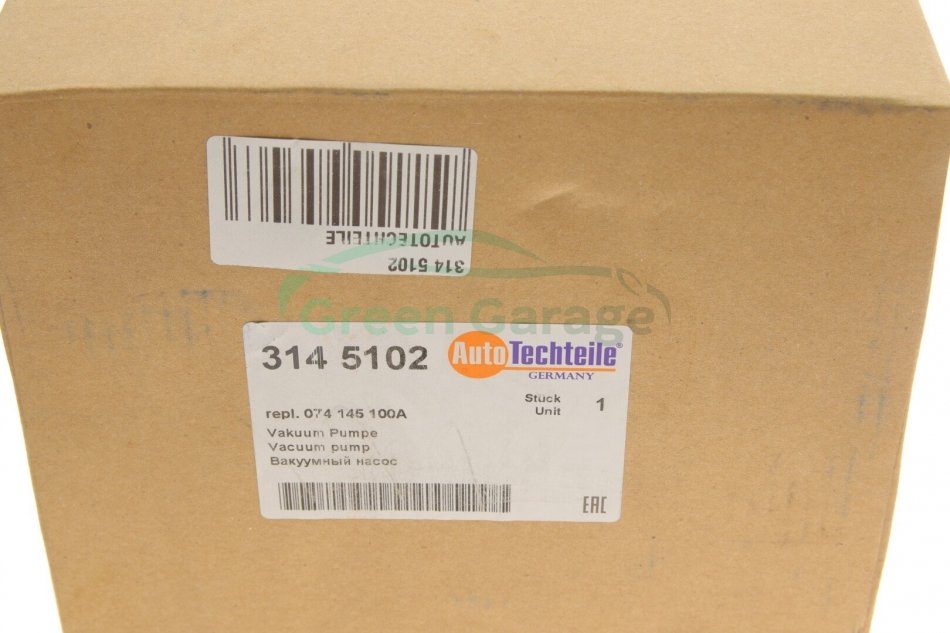 AUTOTECHTEILE
314 5102
Green Garage
314 5102
AutoTechteile®
GERMANY
repl. 074 145 100A
Stück
Unit
1
Vakuum Pumpe
Vacuum pump
Вакуумный насос
EAC